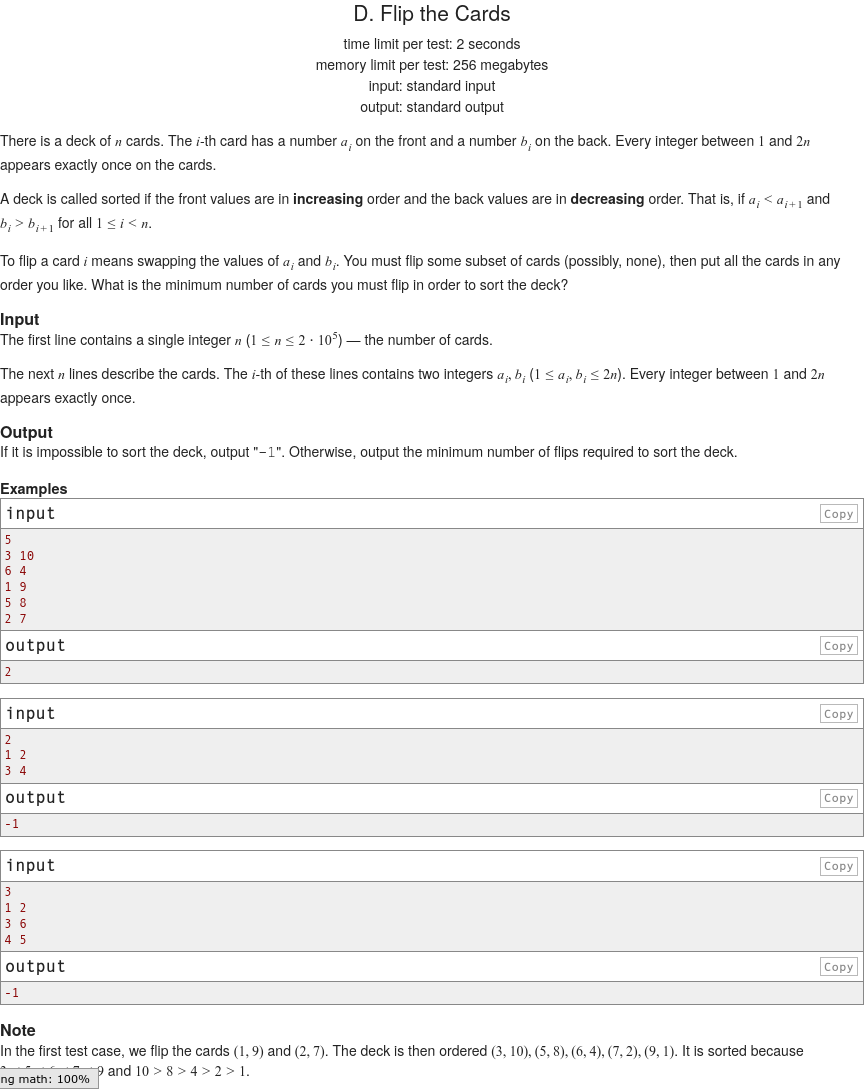 D. Flip the Cards
time limit per test: 2 seconds
memory limit per test: 256 megabytes
input: standard input
output: standard output
There is a deck of n cards. The i-th card has a number a_i on the front and a number b_i on the back. Every integer between 1 and 2n
appears exactly once on the cards.
A deck is called sorted if the front values are in increasing order and the back values are in decreasing order. That is, if a_i < a_{i+1} and
b_i > b_{i+1} for all 1 ≤ i < n.
To flip a card i means swapping the values of a_i and b_i. You must flip some subset of cards (possibly, none), then put all the cards in any
order you like. What is the minimum number of cards you must flip in order to sort the deck?
Input
The first line contains a single integer n (1 ≤ n ≤ 2 · 10^5) — the number of cards.
The next n lines describe the cards. The i-th of these lines contains two integers a_i, b_i (1 ≤ a_i, b_i ≤ 2n). Every integer between 1 and 2n
appears exactly once.
Output
If it is impossible to sort the deck, output "-1". Otherwise, output the minimum number of flips required to sort the deck.
Examples
input Copy
5
3 10
6 4
1 9
5 8
2 7
output Copy
2
input Copy
2
1 2
3 4
output Copy
-1
input Copy
3
1 2
3 6
4 5
output Copy
-1
Note
In the first test case, we flip the cards (1, 9) and (2, 7). The deck is then ordered (3, 10), (5, 8), (6, 4), (7, 2), (9, 1). It is sorted because
9 and 10 > 8 > 4 > 2 > 1.
ng math: 100%